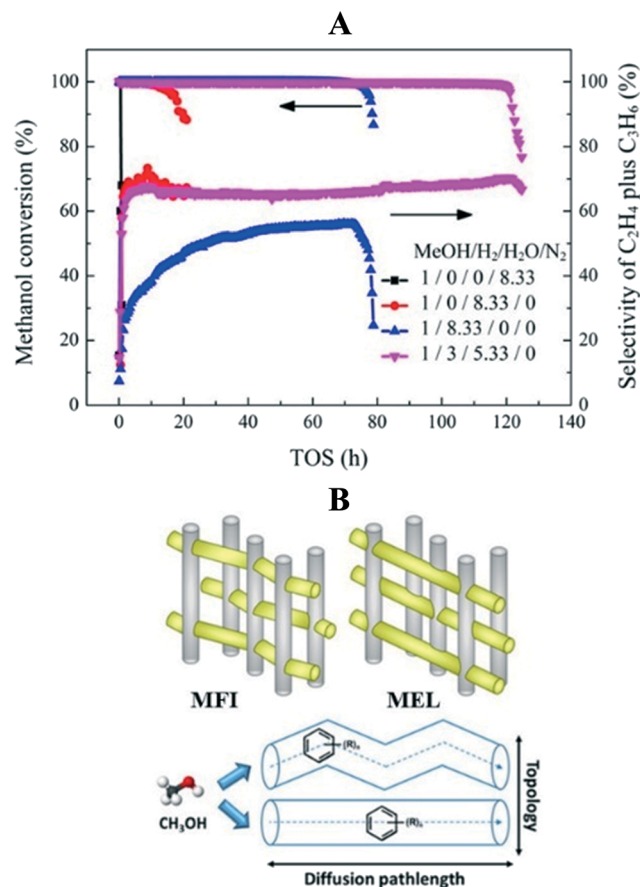 A
Methanol conversion (%)
100
80
60
40
20
0
100
80
60
40
20
0
Selectivity of C₂H₄ plus C₃H₆ (%)
MeOH/H₂/H₂O/N₂
1 / 0 / 0 / 8.33
1 / 0 / 8.33 / 0
1 / 8.33 / 0 / 0
1 / 3 / 5.33 / 0
0 20 40 60 80 100 120 140
TOS (h)
B
MFI MEL
CH₃OH
(R)ₙ
(R)ₙ
Topology
Diffusion pathlength